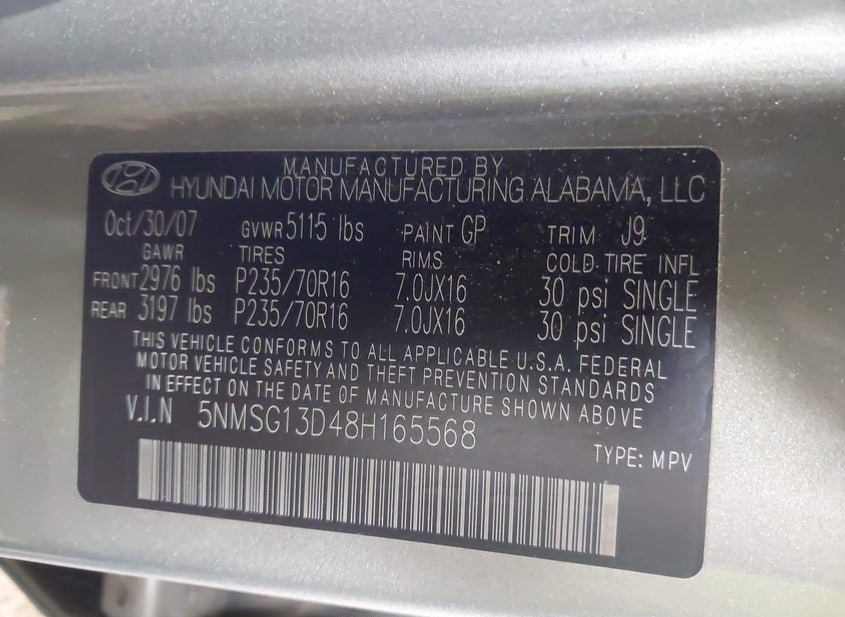 MANUFACTURED BY
HYUNDAI MOTOR MANUFACTURING ALABAMA, LLC
Oct/30/07 GVWR 5115 lbs PAINT GP TRIM J9
GAWR TIRES RIMS COLD TIRE INFL
FRONT 2976 lbs P235/70R16 7.0JX16 30 psi SINGLE
REAR 3197 lbs P235/70R16 7.0JX16 30 psi SINGLE
THIS VEHICLE CONFORMS TO ALL APPLICABLE U.S.A. FEDERAL
MOTOR VEHICLE SAFETY AND THEFT PREVENTION STANDARDS
IN EFFECT ON THE DATE OF MANUFACTURE SHOWN ABOVE
V.I.N 5NMSG13D48H165568
TYPE: MPV